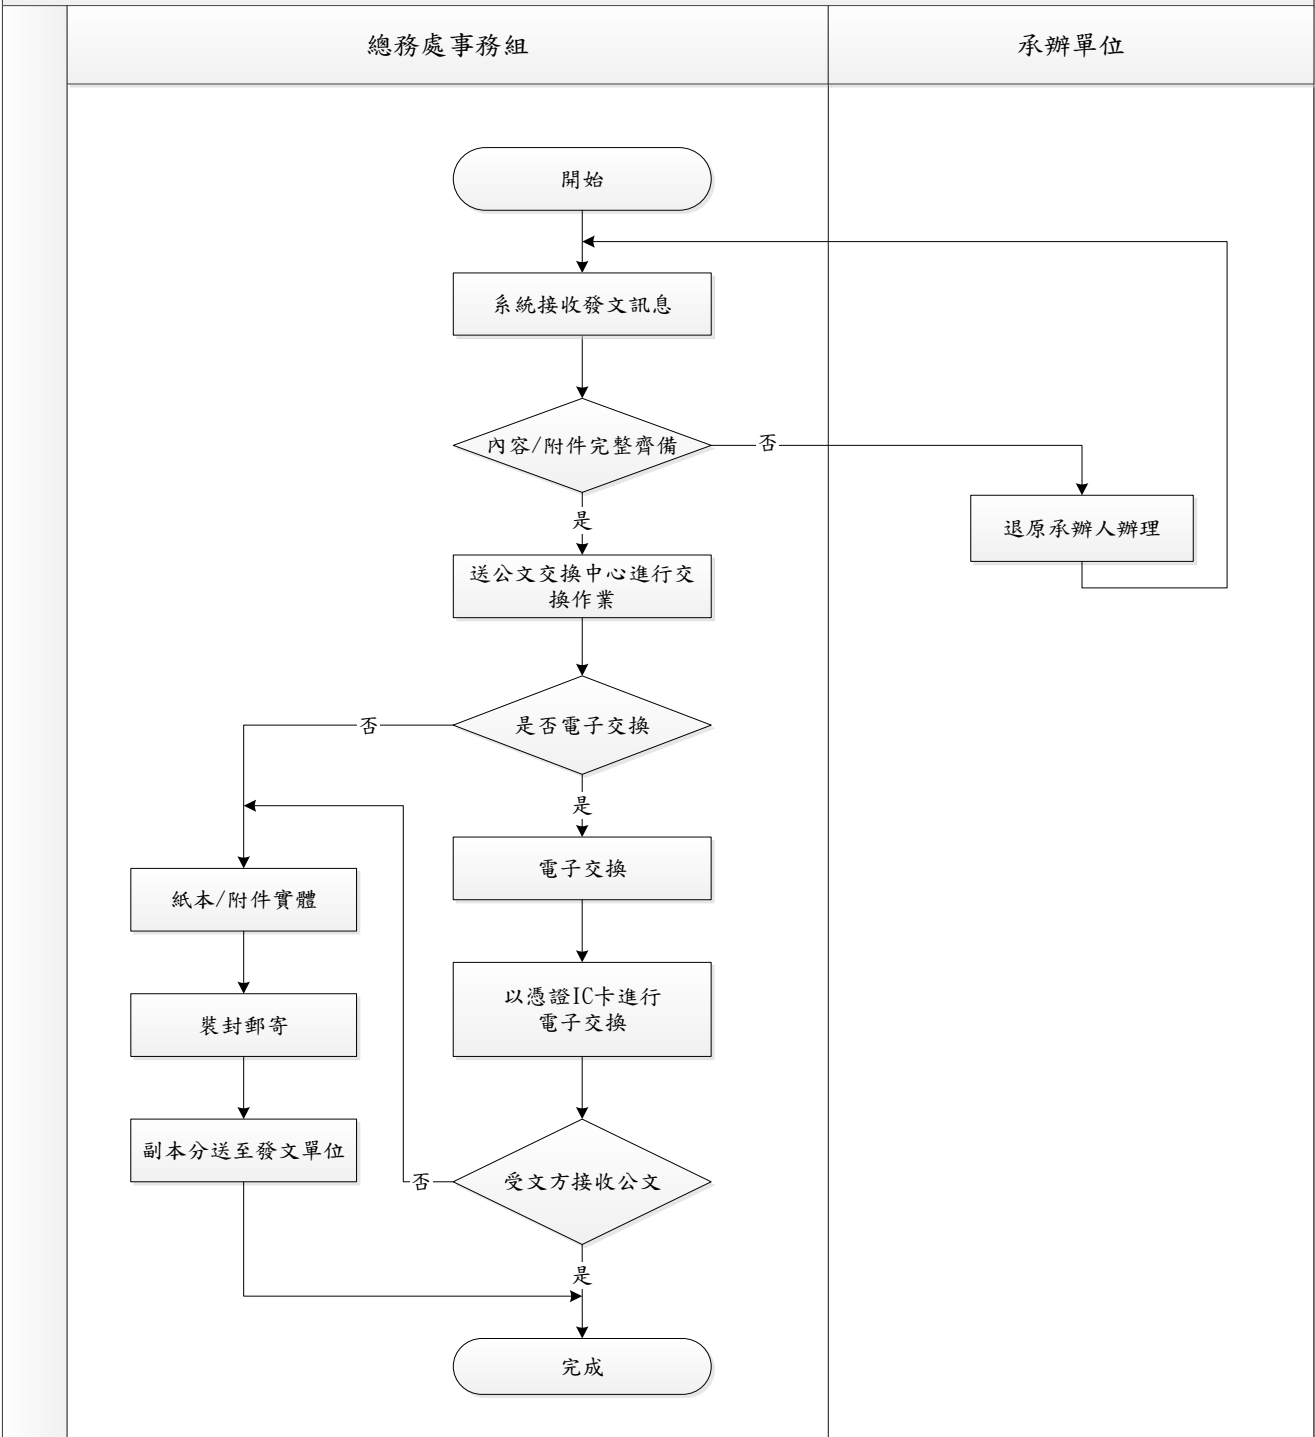 總務處事務組
承辦單位
開始
系統接收發文訊息
內容/附件完整齊備
否
是
退原承辦人辦理
送公文交換中心進行交
換作業
是否電子交換
否
是
電子交換
紙本/附件實體
以憑證IC卡進行
電子交換
裝封郵寄
副本分送至發文單位
受文方接收公文
否
是
完成